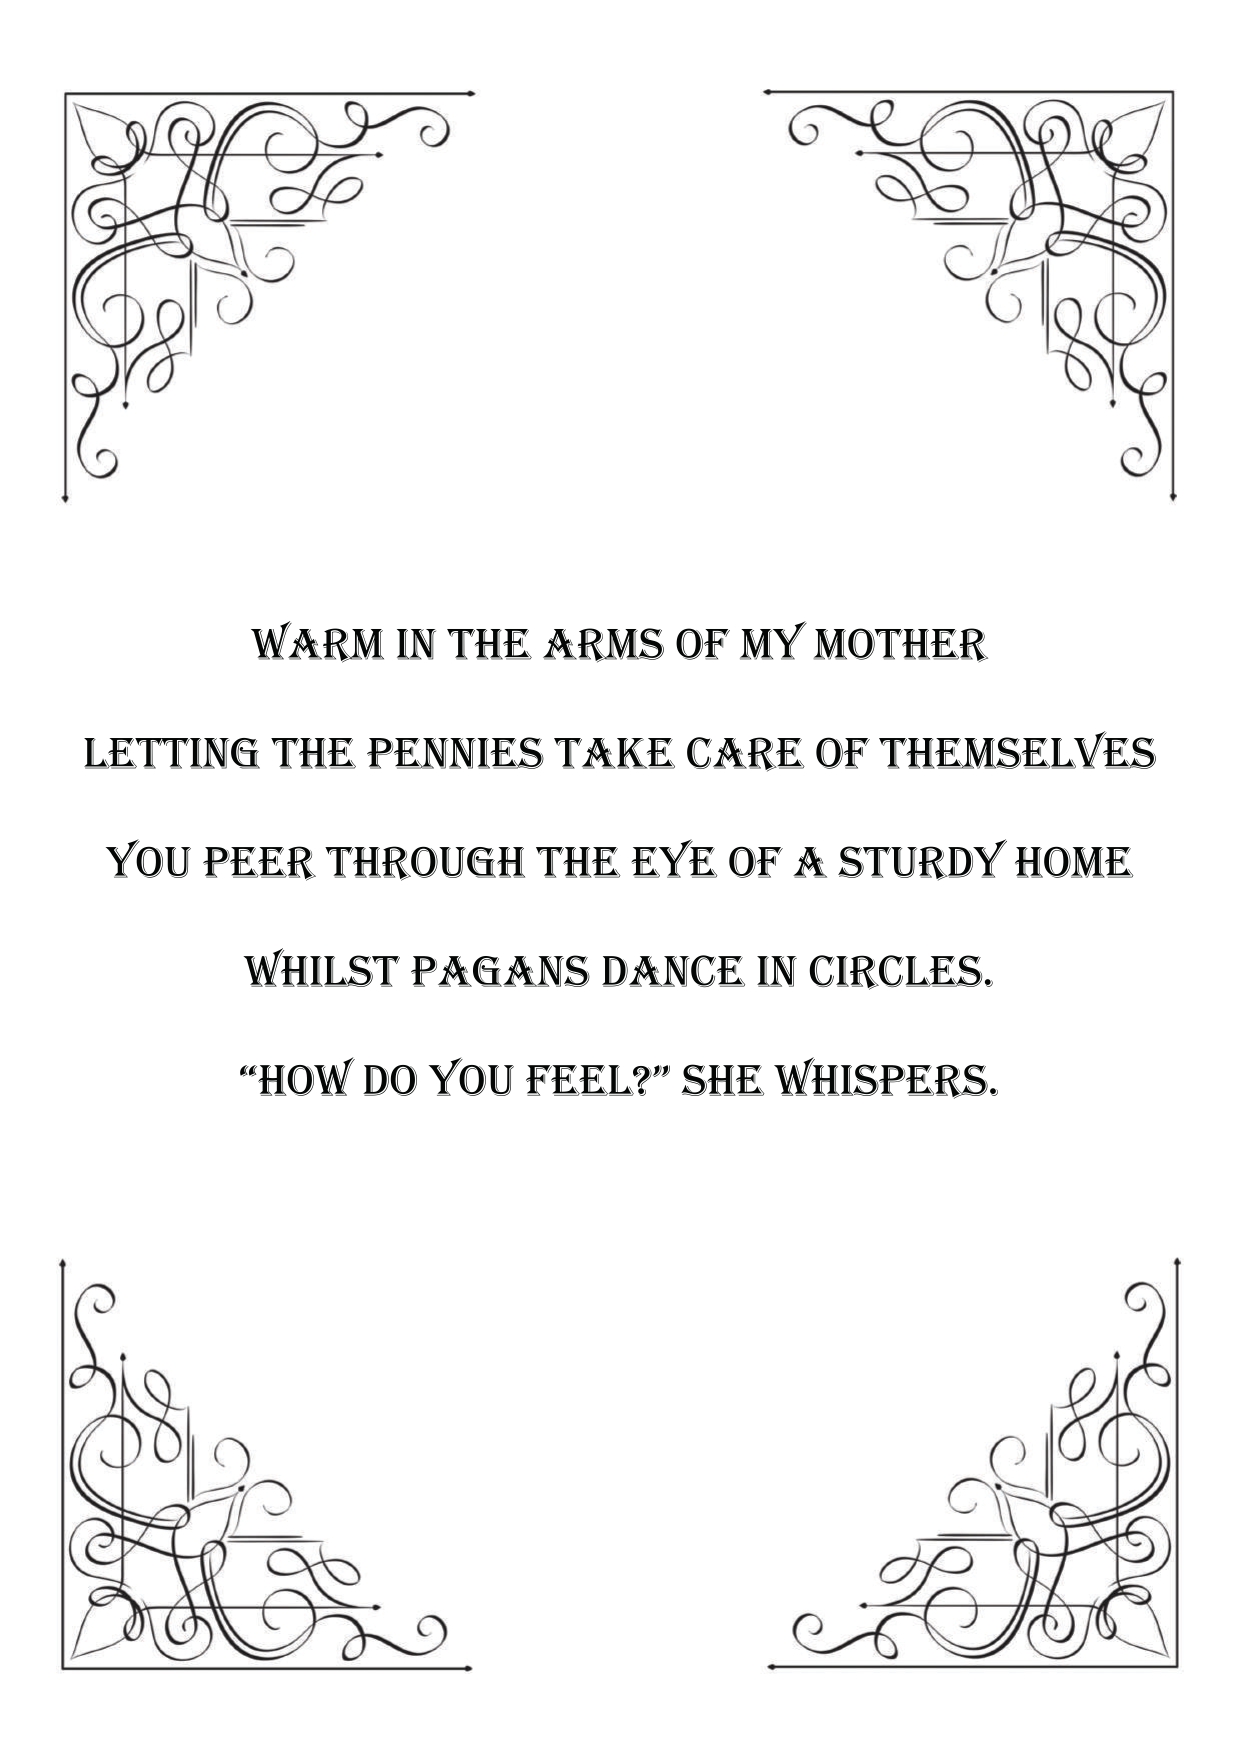 WARM IN THE ARMS OF MY MOTHER
LETTING THE PENNIES TAKE CARE OF THEMSELVES
YOU PEER THROUGH THE EYE OF A STURDY HOME
WHILST PAGANS DANCE IN CIRCLES.
“HOW DO YOU FEEL?” SHE WHISPERS.